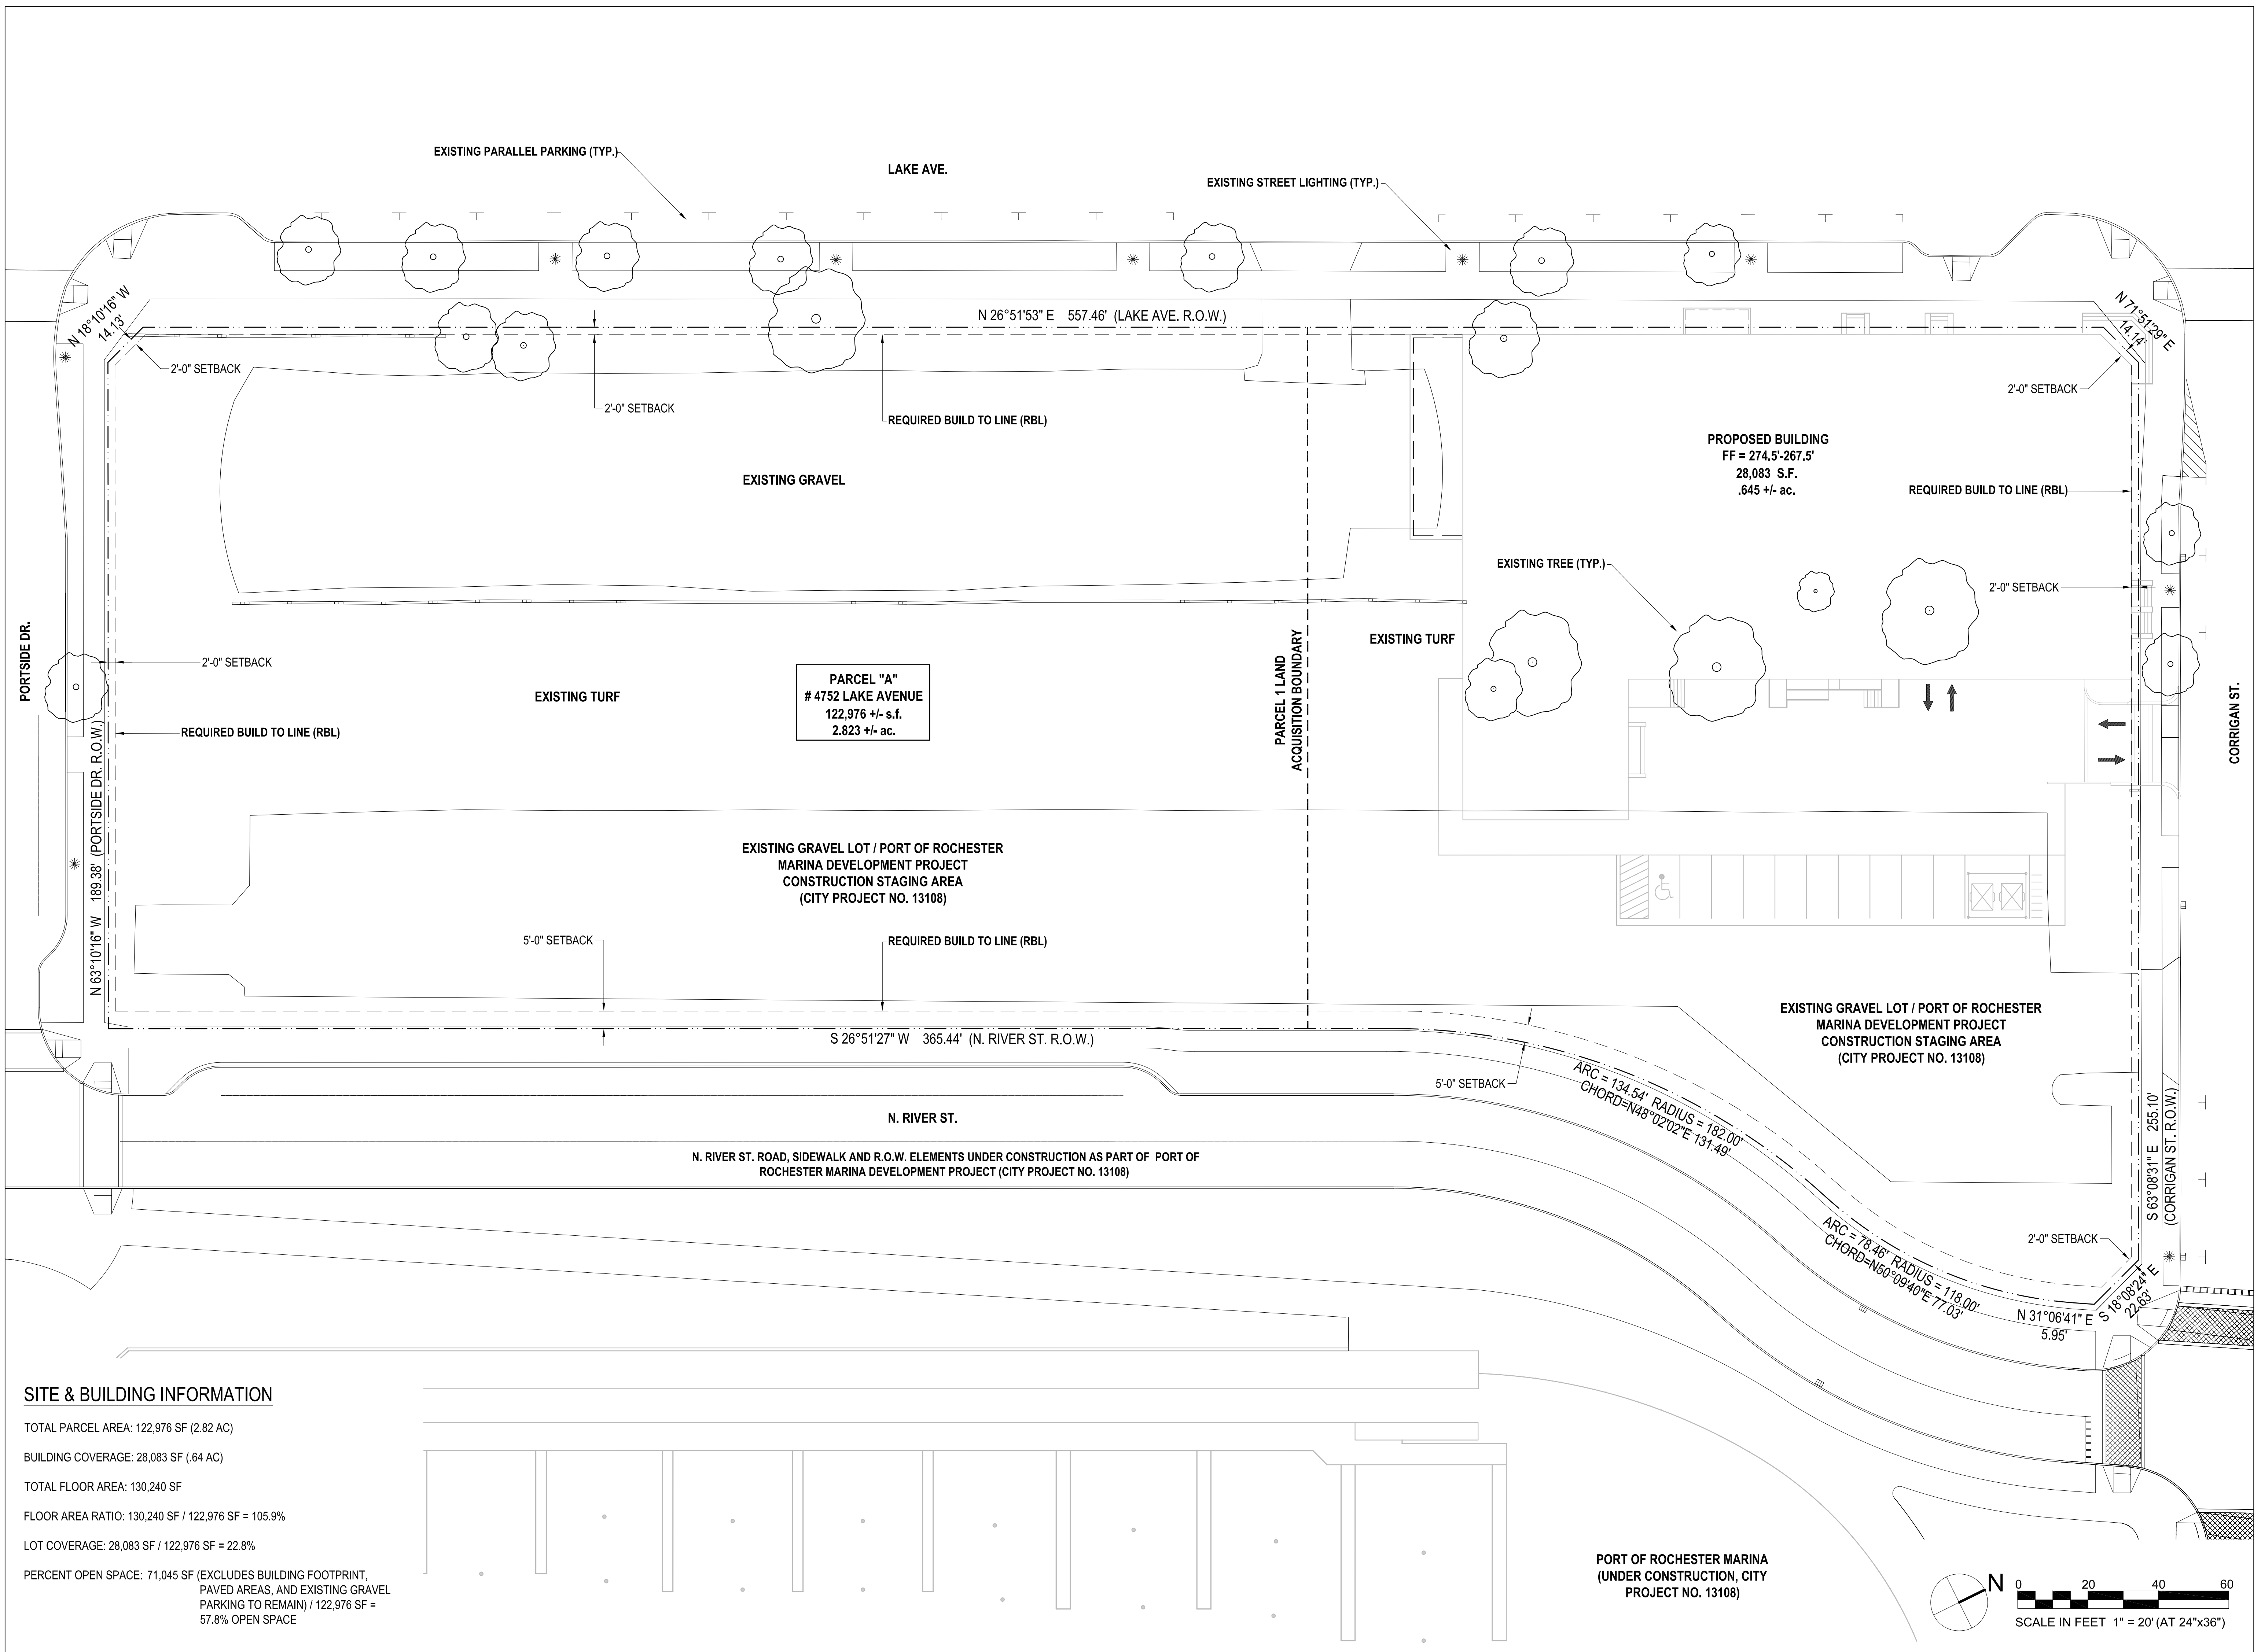 EXISTING PARALLEL PARKING (TYP.)
LAKE AVE.
EXISTING STREET LIGHTING (TYP.)
N 18°10'16" W
14.13'
N 26°51'53" E 557.46' (LAKE AVE. R.O.W.)
N 71°51'29" E
14.14'
2'-0" SETBACK
2'-0" SETBACK
2'-0" SETBACK
REQUIRED BUILD TO LINE (RBL)
PROPOSED BUILDING
FF = 274.5'-267.5'
28,083 S.F.
.645 +/- ac.
EXISTING GRAVEL
REQUIRED BUILD TO LINE (RBL)
EXISTING TREE (TYP.)
2'-0" SETBACK
PORTSIDE DR.
2'-0" SETBACK
EXISTING TURF
PARCEL "A"
# 4752 LAKE AVENUE
122,976 +/- s.f.
2.823 +/- ac.
PARCEL 1 LAND
ACQUISITION BOUNDARY
EXISTING TURF
CORRIGAN ST.
REQUIRED BUILD TO LINE (RBL)
N 63°10'16" W 189.38' (PORTSIDE DR. R.O.W.)
EXISTING GRAVEL LOT / PORT OF ROCHESTER
MARINA DEVELOPMENT PROJECT
CONSTRUCTION STAGING AREA
(CITY PROJECT NO. 13108)
5'-0" SETBACK
REQUIRED BUILD TO LINE (RBL)
EXISTING GRAVEL LOT / PORT OF ROCHESTER
MARINA DEVELOPMENT PROJECT
CONSTRUCTION STAGING AREA
(CITY PROJECT NO. 13108)
S 26°51'27" W 365.44' (N. RIVER ST. R.O.W.)
5'-0" SETBACK
ARC = 134.54' RADIUS = 182.00'
CHORD=N48°02'02"E 131.49'
N. RIVER ST.
N. RIVER ST. ROAD, SIDEWALK AND R.O.W. ELEMENTS UNDER CONSTRUCTION AS PART OF PORT OF
ROCHESTER MARINA DEVELOPMENT PROJECT (CITY PROJECT NO. 13108)
S 63°08'31" E 255.10'
(CORRIGAN ST. R.O.W.)
ARC = 78.46' RADIUS = 118.00'
CHORD=N50°09'40"E 77.03'
2'-0" SETBACK
N 31°06'41" E
5.95'
S 18°08'24" E
22.63'
SITE & BUILDING INFORMATION
TOTAL PARCEL AREA: 122,976 SF (2.82 AC)
BUILDING COVERAGE: 28,083 SF (.64 AC)
TOTAL FLOOR AREA: 130,240 SF
FLOOR AREA RATIO: 130,240 SF / 122,976 SF = 105.9%
LOT COVERAGE: 28,083 SF / 122,976 SF = 22.8%
PERCENT OPEN SPACE: 71,045 SF (EXCLUDES BUILDING FOOTPRINT,
PAVED AREAS, AND EXISTING GRAVEL
PARKING TO REMAIN) / 122,976 SF =
57.8% OPEN SPACE
PORT OF ROCHESTER MARINA
(UNDER CONSTRUCTION, CITY
PROJECT NO. 13108)
N
0 20 40 60
SCALE IN FEET 1" = 20' (AT 24"x36")